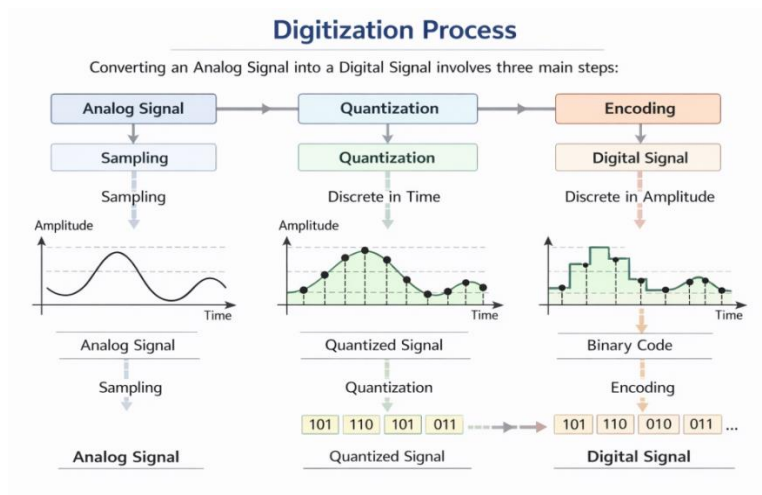 Digitization Process
Converting an Analog Signal into a Digital Signal involves three main steps:
Analog Signal
Quantization
Encoding
Sampling
Quantization
Digital Signal
Sampling
Discrete in Time
Discrete in Amplitude
Amplitude
Amplitude
Amplitude
Time
Time
Time
Analog Signal
Quantized Signal
Binary Code
Sampling
Quantization
Encoding
101 110 101 011
101 110 010 011 ...
Analog Signal
Quantized Signal
Digital Signal